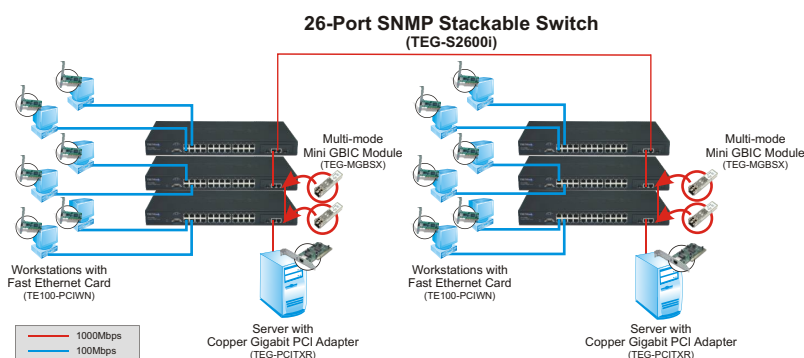 26-Port SNMP Stackable Switch
(TEG-S2600i)
Multi-mode
Mini GBIC Module
(TEG-MGBSX)
Multi-mode
Mini GBIC Module
(TEG-MGBSX)
Workstations with
Fast Ethernet Card
(TE100-PCIWN)
Workstations with
Fast Ethernet Card
(TE100-PCIWN)
Server with
Copper Gigabit PCI Adapter
(TEG-PCITXR)
Server with
Copper Gigabit PCI Adapter
(TEG-PCITXR)
1000Mbps
100Mbps